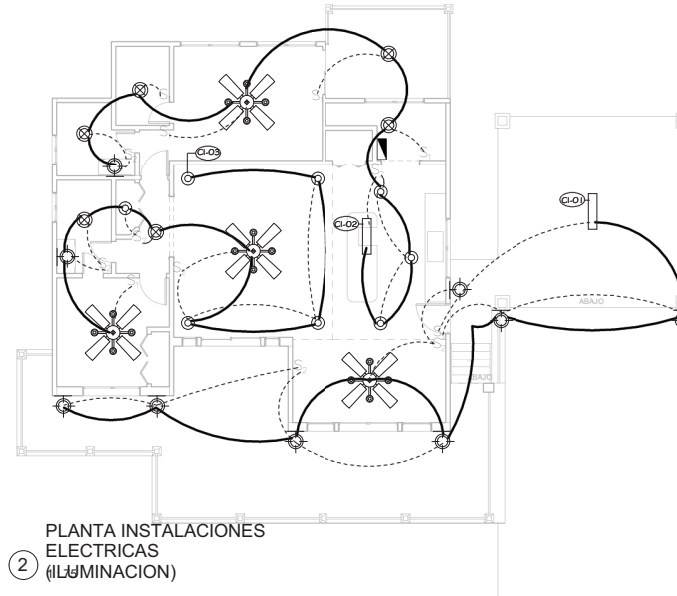 CI-03
CI-01
CI-02
S
S
S
S
S
S
S
S
S
S
S
ABAJO
ABAJO
PLANTA INSTALACIONES
ELECTRICAS
2 (ILUMINACION)